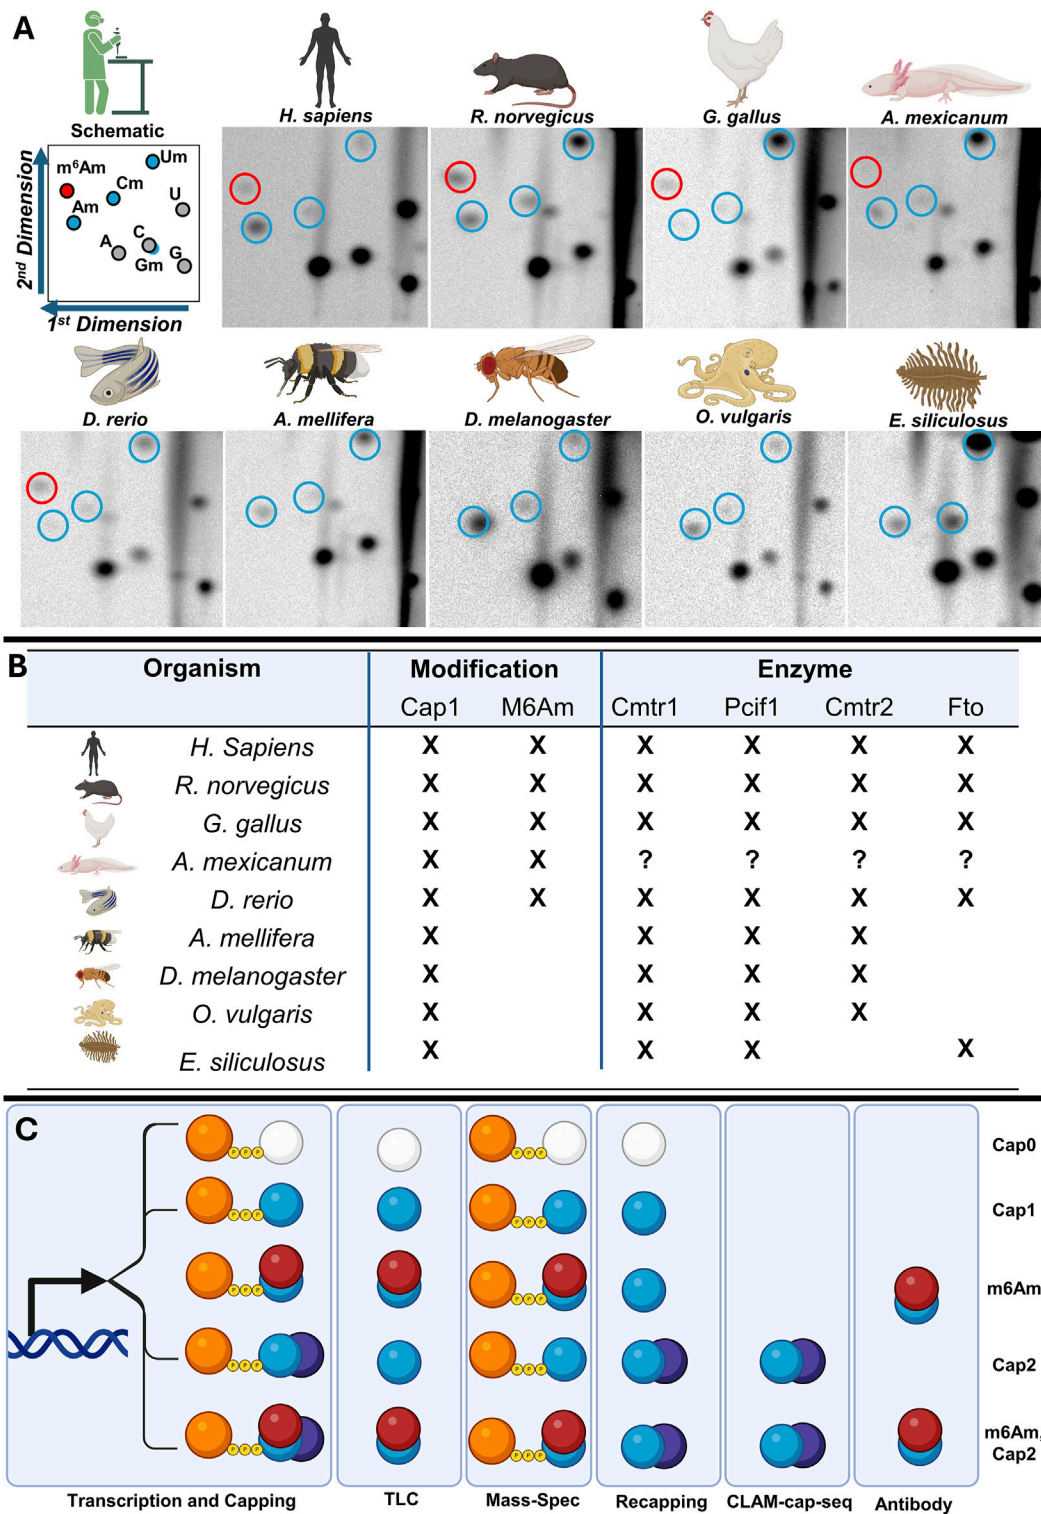 A
Schematic
H. sapiens
R. norvegicus
G. gallus
A. mexicanum
m⁶Am
Um
Cm
U
Am
A
C
Gm
G
2nd Dimension
1st Dimension
D. rerio
A. mellifera
D. melanogaster
O. vulgaris
E. siliculosus
B
Organism Modification Enzyme
Cap1 M6Am Cmtr1 Pcif1 Cmtr2 Fto
H. Sapiens X X X X X X
R. norvegicus X X X X X X
G. gallus X X X X X X
A. mexicanum X X ? ? ? ?
D. rerio X X X X X X
A. mellifera X X X X
D. melanogaster X X X X
O. vulgaris X X X X
E. siliculosus X X X X
C
P P P P P P Cap0
P P P P P P Cap1
P P P P P P m6Am
P P P P P P Cap2
P P P P P P m6Am,
Cap2
Transcription and Capping TLC Mass-Spec Recapping CLAM-cap-seq Antibody